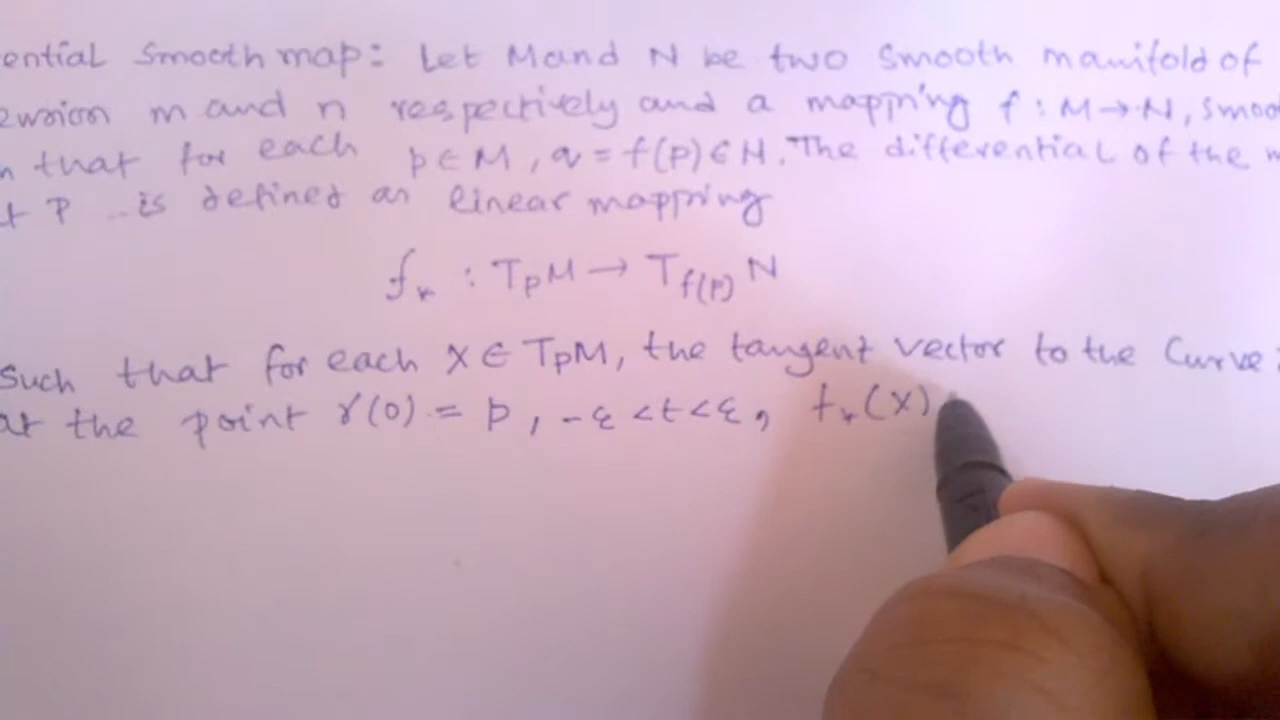 ential Smooth map: Let M and N be two smooth manifold of
ension m and n respectively and a mapping f : M → N, smoo
h that for each p ∈ M, q = f(p) ∈ N. The differential of the m
t P is defined as linear mapping
f* : TpM → Tf(p) N
Such that for each X ∈ TpM, the tangent vector to the Curve
at the point γ(0) = p, -ε < t < ε, f*(X)